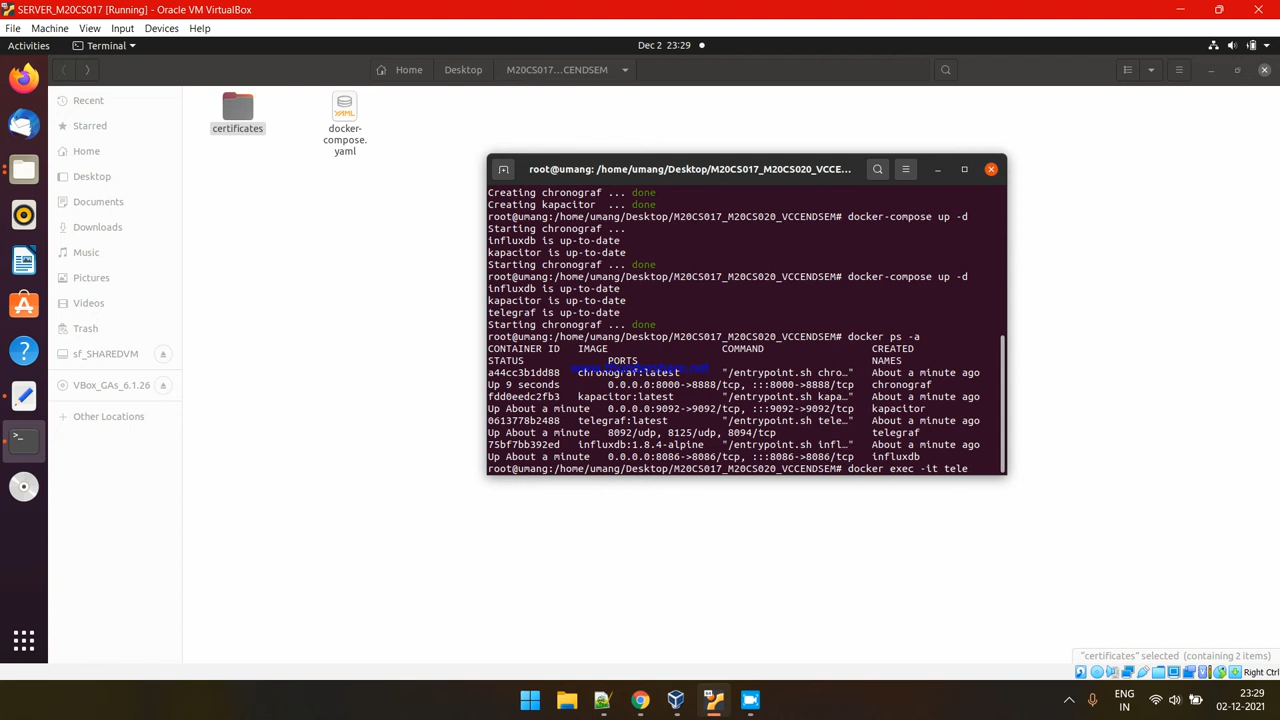 SERVER_M20CS017 [Running] - Oracle VM VirtualBox
File Machine View Input Devices Help
Activities Terminal Dec 2 23:29
Home Desktop M20CS017…CENDSEM
Recent
Starred
Home
Desktop
Documents
Downloads
Music
Pictures
Videos
Trash
sf_SHAREDVM
VBox_GAs_6.1.26
Other Locations
certificates
docker-
compose.
yaml
root@umang: /home/umang/Desktop/M20CS017_M20CS020_VCCE…
Creating chronograf ... done
Creating kapacitor ... done
root@umang:/home/umang/Desktop/M20CS017_M20CS020_VCCENDSEM# docker-compose up -d
Starting chronograf ...
influxdb is up-to-date
kapacitor is up-to-date
Starting chronograf ... done
root@umang:/home/umang/Desktop/M20CS017_M20CS020_VCCENDSEM# docker-compose up -d
influxdb is up-to-date
kapacitor is up-to-date
telegraf is up-to-date
Starting chronograf ... done
root@umang:/home/umang/Desktop/M20CS017_M20CS020_VCCENDSEM# docker ps -a
CONTAINER ID IMAGE COMMAND CREATED
STATUS PORTS NAMES
a44cc3b1dd88 chronograf:latest "/entrypoint.sh chro…" About a minute ago
Up 9 seconds 0.0.0.0:8000->8888/tcp, :::8000->8888/tcp chronograf
fdd0eedc2fb3 kapacitor:latest "/entrypoint.sh kapa…" About a minute ago
Up About a minute 0.0.0.0:9092->9092/tcp, :::9092->9092/tcp kapacitor
0613778b2488 telegraf:latest "/entrypoint.sh tele…" About a minute ago
Up About a minute 8092/udp, 8125/udp, 8094/tcp telegraf
75bf7bb392ed influxdb:1.8.4-alpine "/entrypoint.sh infl…" About a minute ago
Up About a minute 0.0.0.0:8086->8086/tcp, :::8086->8086/tcp influxdb
root@umang:/home/umang/Desktop/M20CS017_M20CS020_VCCENDSEM# docker exec -it tele
"certificates" selected (containing 2 items)
Right Ctrl
ENG
IN
23:29
02-12-2021